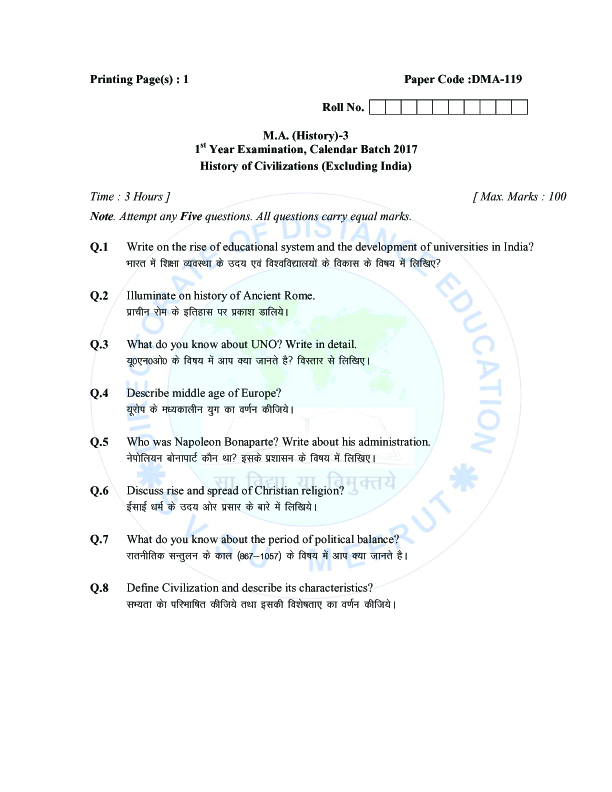 Printing Page(s) : 1 Paper Code :DMA-119
Roll No.
M.A. (History)-3
1st Year Examination, Calendar Batch 2017
History of Civilizations (Excluding India)
Time : 3 Hours ] [ Max. Marks : 100
Note. Attempt any Five questions. All questions carry equal marks.
Q.1 Write on the rise of educational system and the development of universities in India?
भारत में शिक्षा व्यवस्था के उदय एवं विश्वविद्यालयों के विकास के विषय में लिखिए?
Q.2 Illuminate on history of Ancient Rome.
प्राचीन रोम के इतिहास पर प्रकाश डालिये।
Q.3 What do you know about UNO? Write in detail.
यू0एन0ओ0 के विषय में आप क्या जानते है? विस्तार से लिखिए।
Q.4 Describe middle age of Europe?
यूरोप के मध्यकालीन युग का वर्णन कीजिये।
Q.5 Who was Napoleon Bonaparte? Write about his administration.
नेपोलियन बोनापार्ट कौन था? इसके प्रशासन के विषय में लिखिए।
Q.6 Discuss rise and spread of Christian religion?
ईसाई धर्म के उदय ओर प्रसार के बारे में लिखिये।
Q.7 What do you know about the period of political balance?
रातनीतिक सन्तुलन के काल (867–1057) के विषय में आप क्या जानते है।
Q.8 Define Civilization and describe its characteristics?
सभ्यता केा परिभाषित कीजिये तथा इसकी विशेषताए का वर्णन कीजिये।
DIRECTORATE OF DISTANCE EDUCATION
सा विद्या या विमुक्तये
S V S U MEERUT